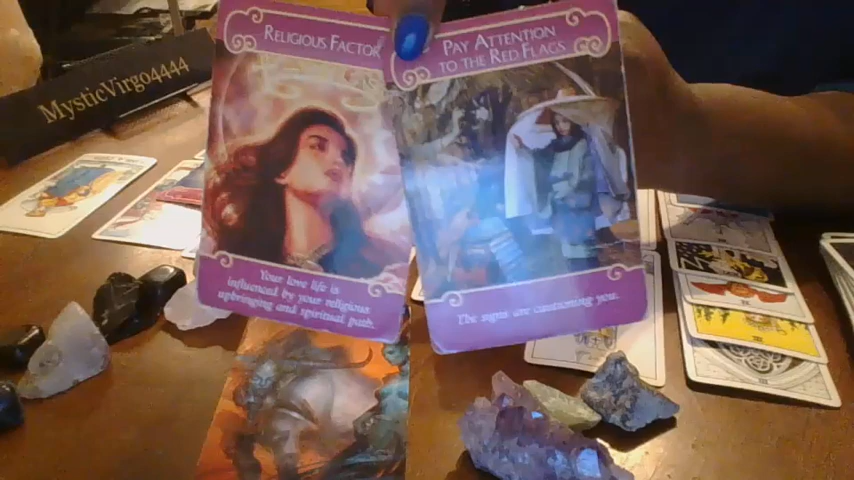 MysticVirgo4444
Religious Factor
Your love life is
influenced by your religious
upbringing and spiritual path.
Pay Attention
to the Red Flags
The signs are cautioning you.